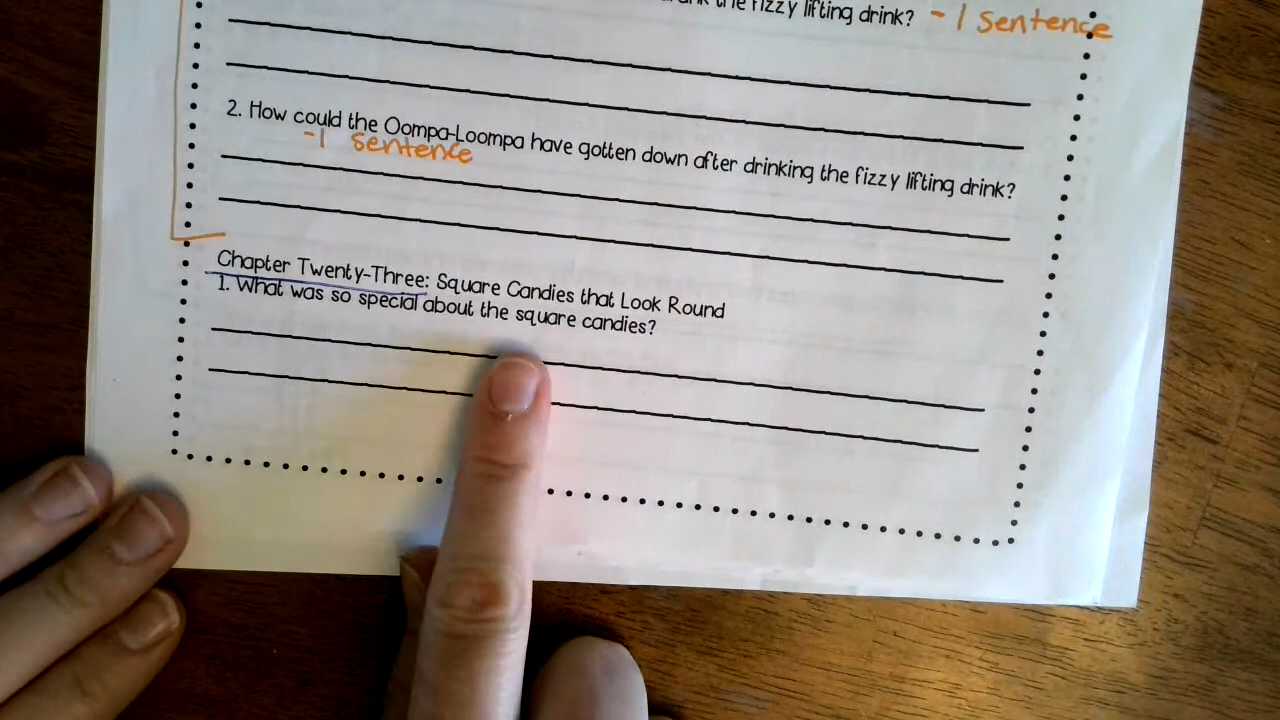 the fizzy lifting drink? - 1 sentence
2. How could the Oompa-Loompa have gotten down after drinking the fizzy lifting drink?
-1 sentence
Chapter Twenty-Three: Square Candies that Look Round
1. What was so special about the square candies?